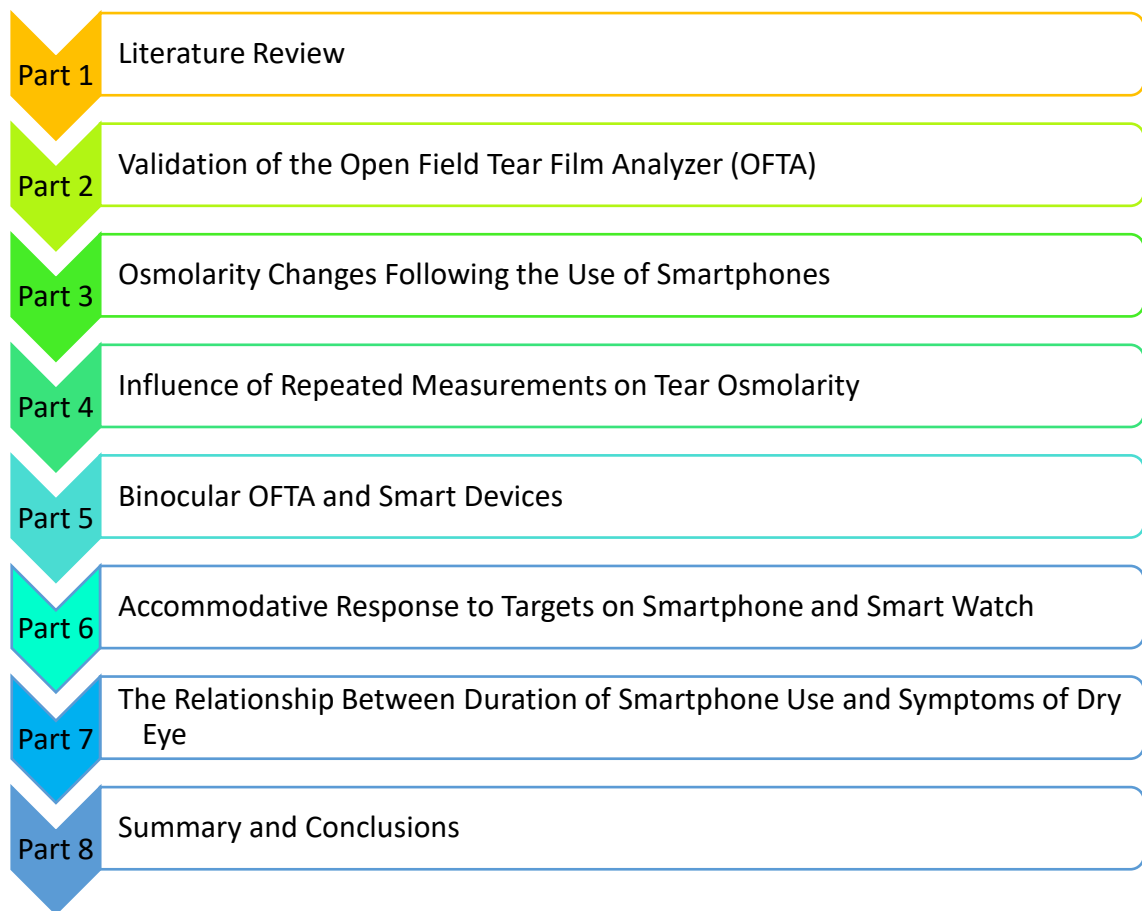 Part 1
Literature Review
Part 2
Validation of the Open Field Tear Film Analyzer (OFTA)
Part 3
Osmolarity Changes Following the Use of Smartphones
Part 4
Influence of Repeated Measurements on Tear Osmolarity
Part 5
Binocular OFTA and Smart Devices
Part 6
Accommodative Response to Targets on Smartphone and Smart Watch
Part 7
The Relationship Between Duration of Smartphone Use and Symptoms of Dry
Eye
Part 8
Summary and Conclusions